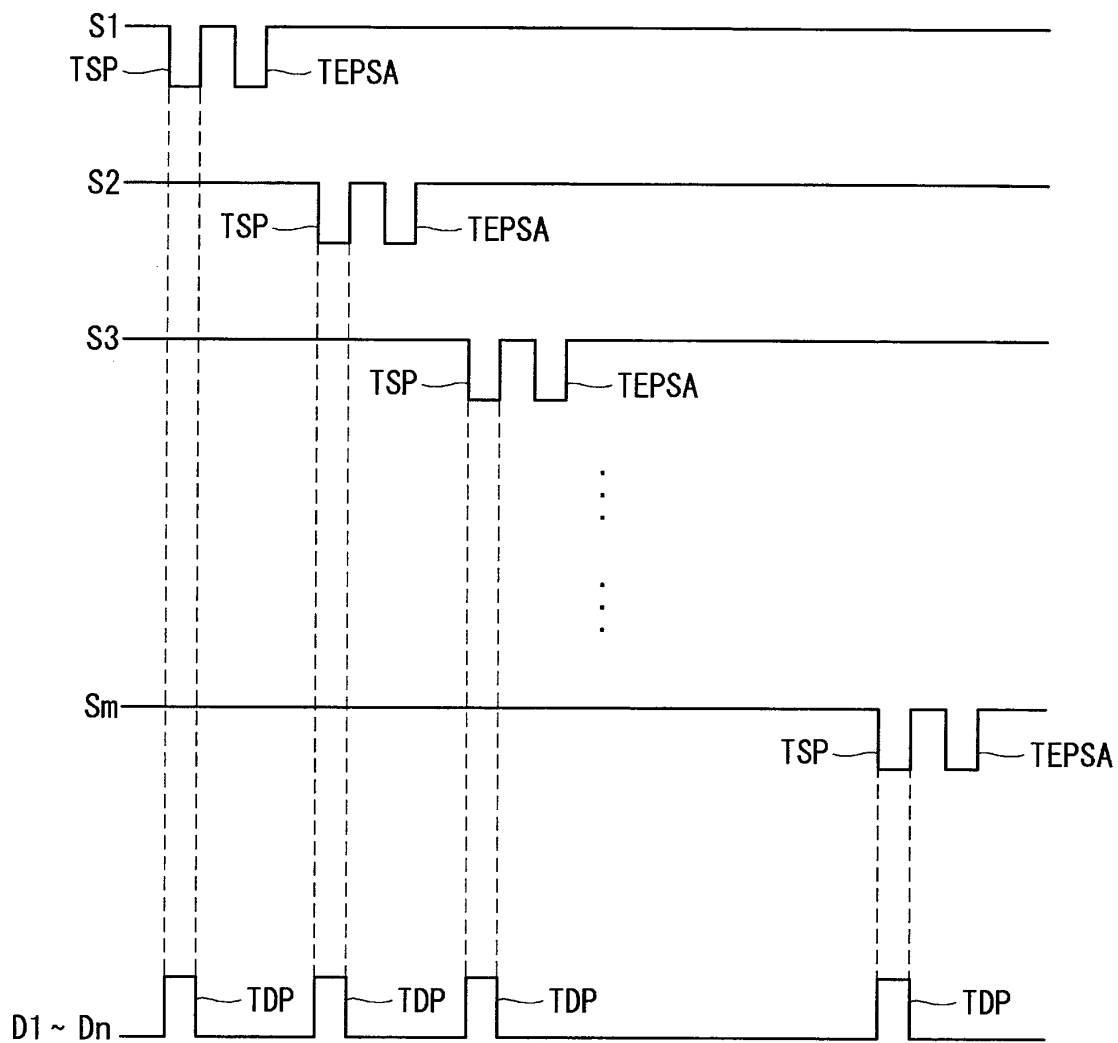 S1
TSP TEPSA
S2
TSP TEPSA
S3
TSP TEPSA
Sm
TSP TEPSA
TDP TDP TDP TDP
D1 ~ Dn